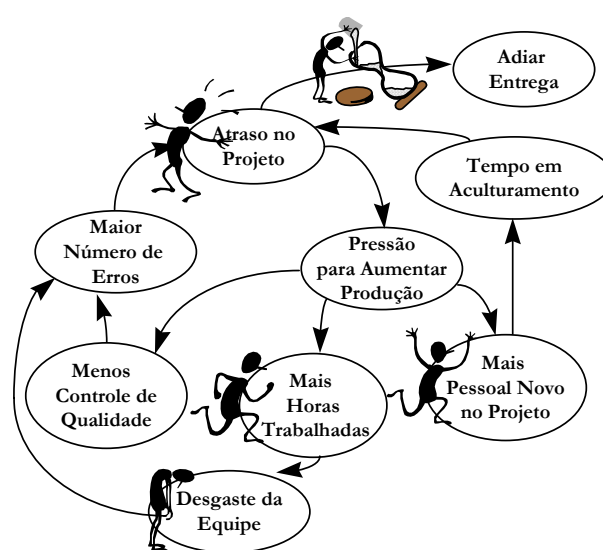 Adiar
Entrega
Atraso no
Projeto
Tempo em
Aculturamento
Maior
Número de
Erros
Pressão
para Aumentar
Produção
Menos
Controle de
Qualidade
Mais
Horas
Trabalhadas
Mais
Pessoal Novo
no Projeto
Desgaste da
Equipe